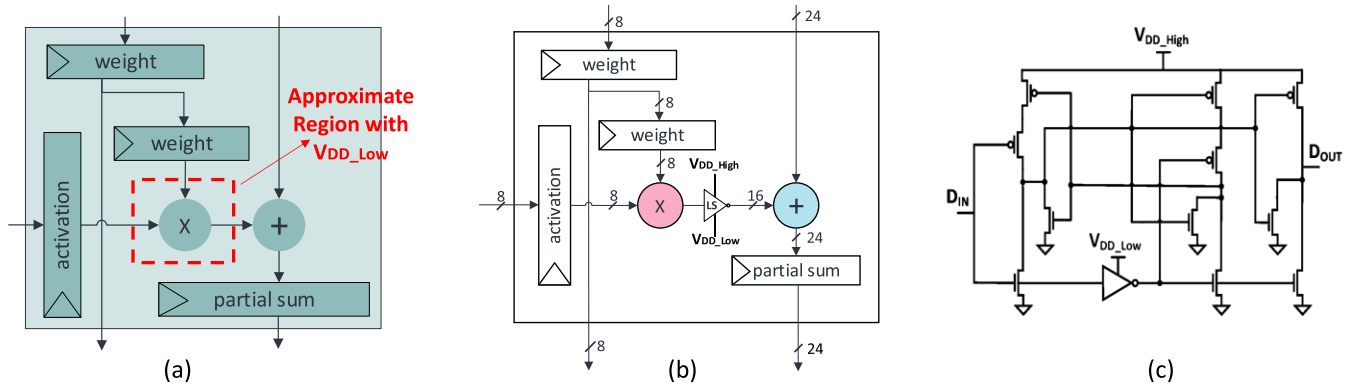 weight
weight
activation
X
+
partial sum
Approximate
Region with
VDD_Low
(a)
8
24
weight
8
weight
8
VDD_High
8
activation
8
X
LS
16
+
VDD_Low
24
partial sum
8
24
(b)
VDD_High
DOUT
DIN
VDD_Low
(c)